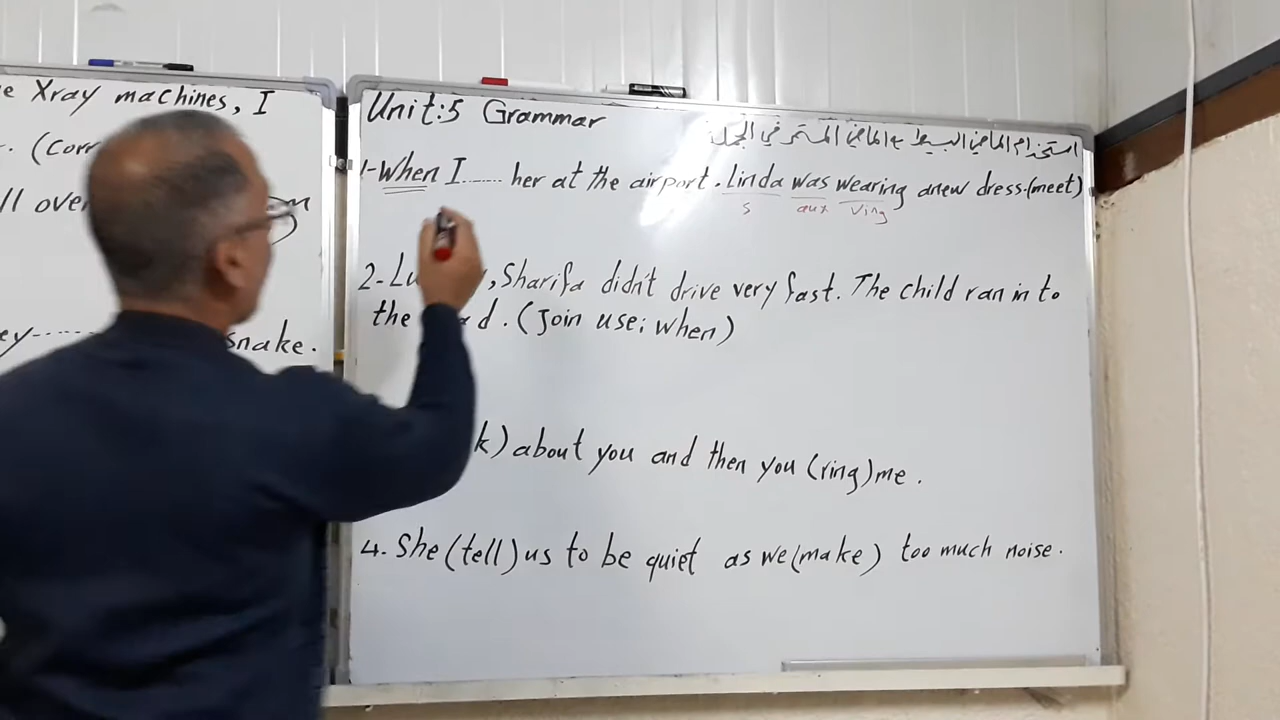 e Xray machines, I
. (Corr
ll over
ey------ snake.
Unit:5 Grammar
استخدام الماضي البسيط و الماضي المستمر في الجمل
1-When I ....... her at the airport. Linda was wearing anew dress.(meet)
S aux Ving
2- Lu , Sharifa didn't drive very fast. The child ran in to
the d. (Join use: when)
k) about you and then you (ring) me.
4. She (tell) us to be quiet as we (make) too much noise.